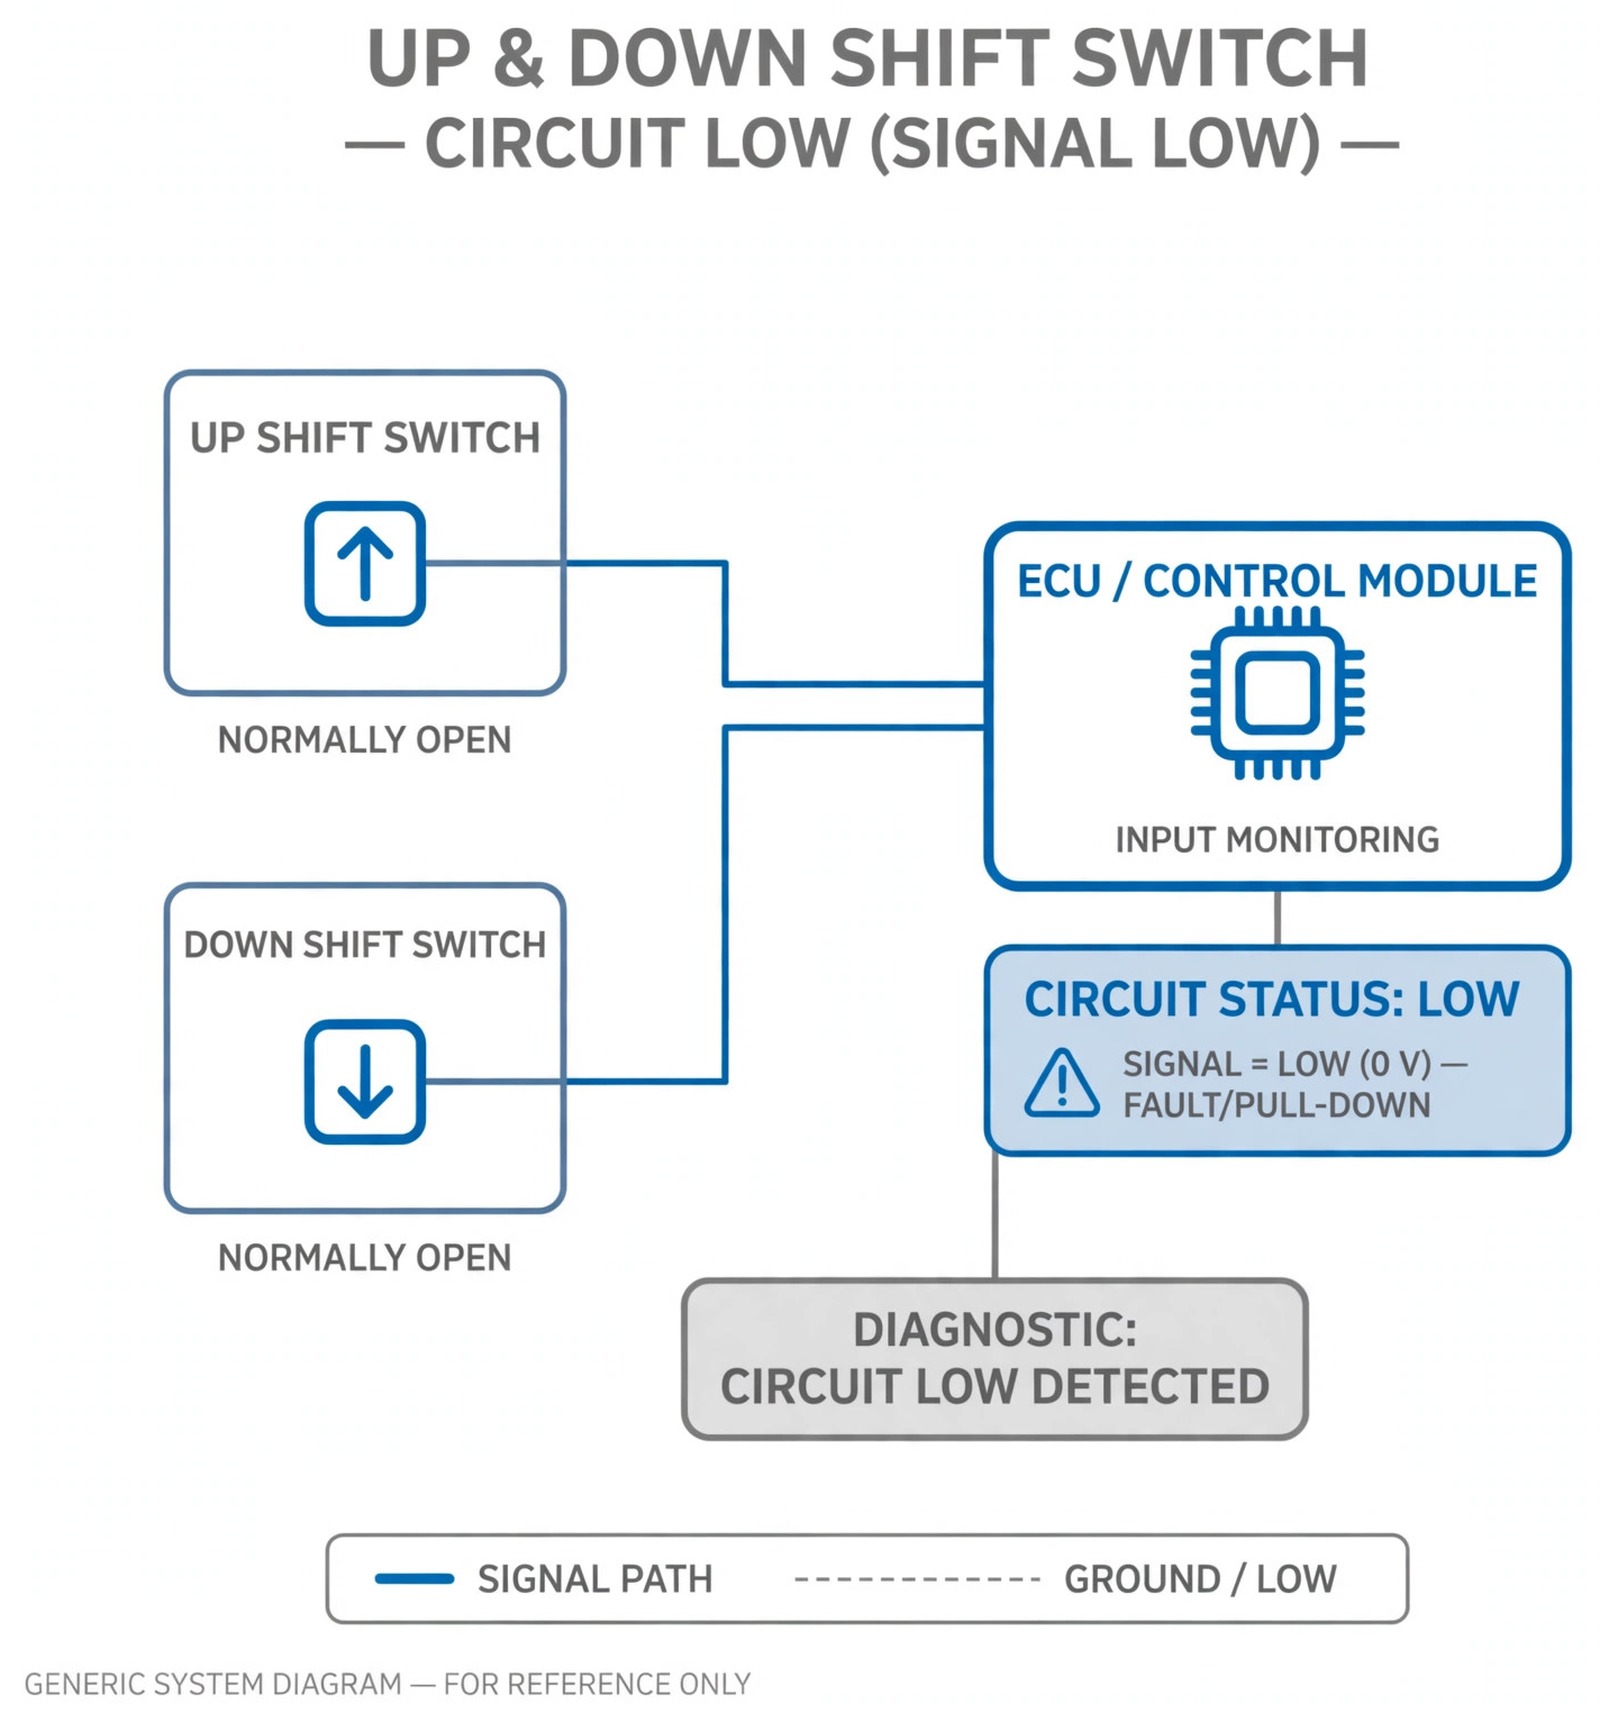 UP & DOWN SHIFT SWITCH
— CIRCUIT LOW (SIGNAL LOW) —
UP SHIFT SWITCH
NORMALLY OPEN
DOWN SHIFT SWITCH
NORMALLY OPEN
ECU / CONTROL MODULE
INPUT MONITORING
CIRCUIT STATUS: LOW
SIGNAL = LOW (0 V) —
FAULT/PULL-DOWN
DIAGNOSTIC:
CIRCUIT LOW DETECTED
SIGNAL PATH
GROUND / LOW
GENERIC SYSTEM DIAGRAM — FOR REFERENCE ONLY